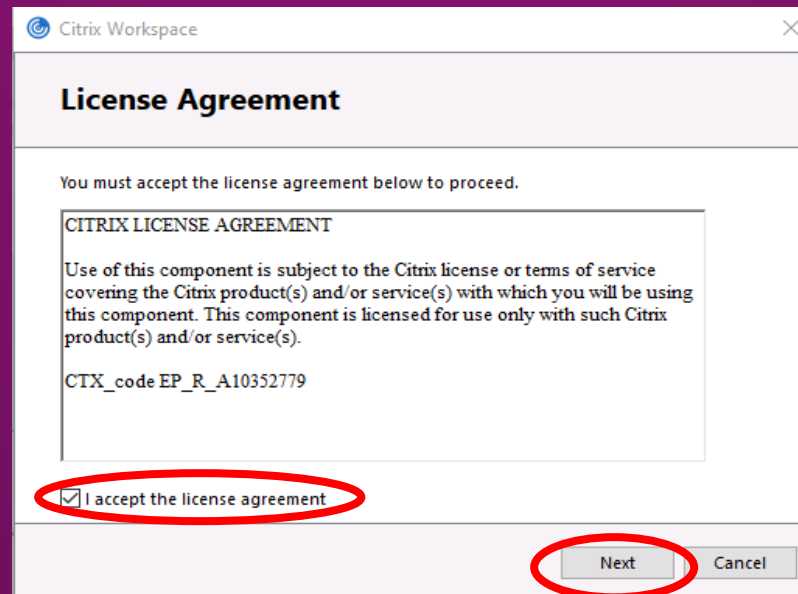 Citrix Workspace
License Agreement
You must accept the license agreement below to proceed.
CITRIX LICENSE AGREEMENT
Use of this component is subject to the Citrix license or terms of service
covering the Citrix product(s) and/or service(s) with which you will be using
this component. This component is licensed for use only with such Citrix
product(s) and/or service(s).
CTX_code EP_R_A10352779
I accept the license agreement
Next
Cancel